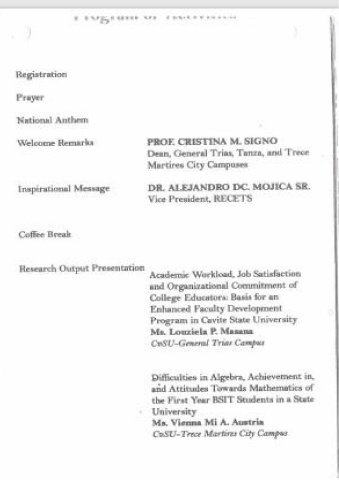 Program of Activities
Registration
Prayer
National Anthem
Welcome Remarks
PROF. CRISTINA M. SIGNO
Dean, General Trias, Tanza, and Trece
Martires City Campuses
Inspirational Message
DR. ALEJANDRO DC. MOJICA SR.
Vice President, RECETS
Coffee Break
Research Output Presentation
Academic Workload, Job Satisfaction
and Organizational Commitment of
College Educators: Basis for an
Enhanced Faculty Development
Program in Cavite State University
Ms. Louziela P. Masana
CvSU-General Trias Campus
Difficulties in Algebra, Achievement in,
and Attitudes Towards Mathematics of
the First Year BSIT Students in a State
University
Ms. Vienna Mi A. Austria
CvSU-Trece Martires City Campus